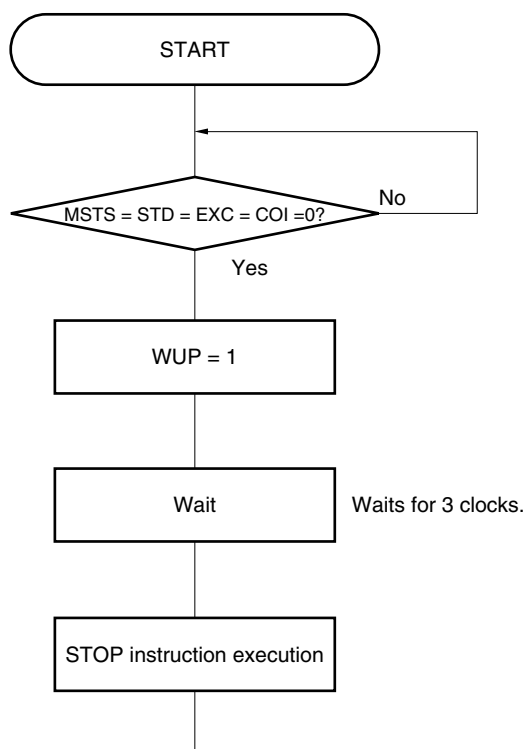 START
No
MSTS = STD = EXC = COI =0?
Yes
WUP = 1
Wait
Waits for 3 clocks.
STOP instruction execution